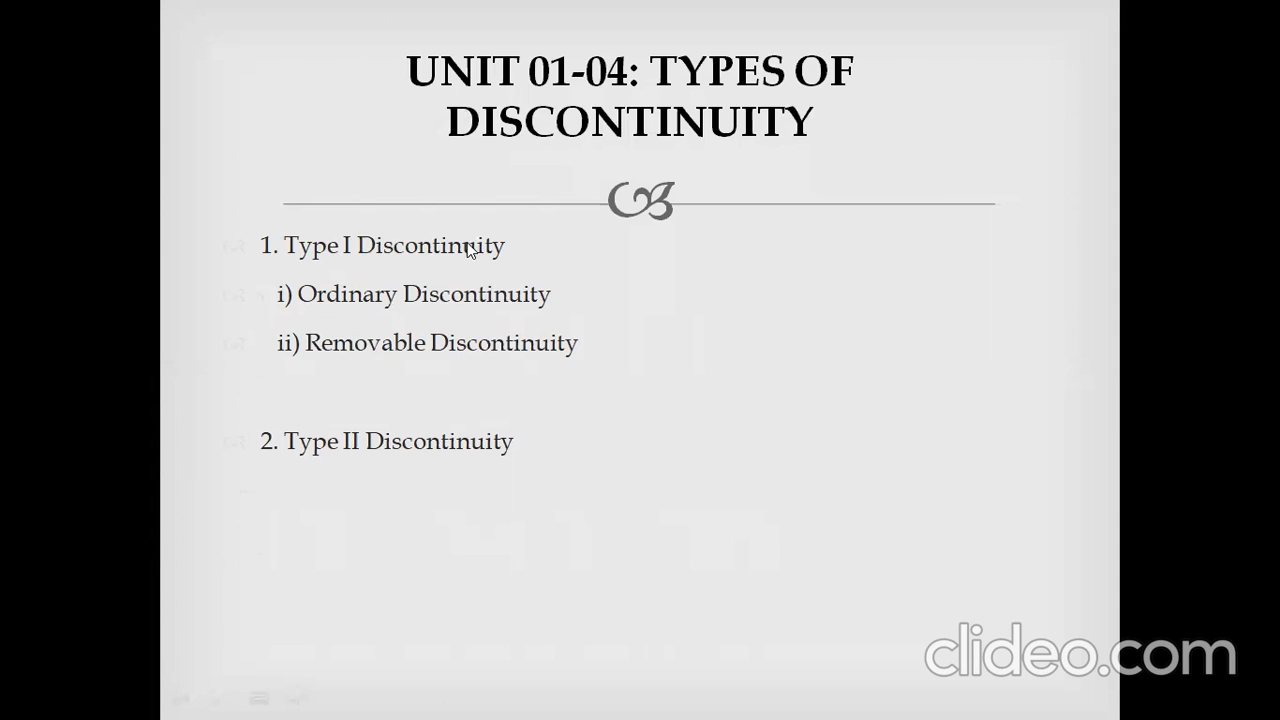 UNIT 01-04: TYPES OF
DISCONTINUITY
1. Type I Discontinuity
i) Ordinary Discontinuity
ii) Removable Discontinuity
2. Type II Discontinuity
clideo.com